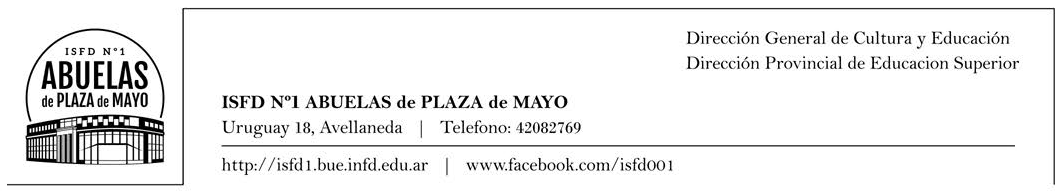 ISFD Nº1
ABUELAS
de PLAZA de MAYO
Dirección General de Cultura y Educación
Dirección Provincial de Educacion Superior
ISFD Nº1 ABUELAS de PLAZA de MAYO
Uruguay 18, Avellaneda | Telefono: 42082769
http://isfd1.bue.infd.edu.ar | www.facebook.com/isfd001